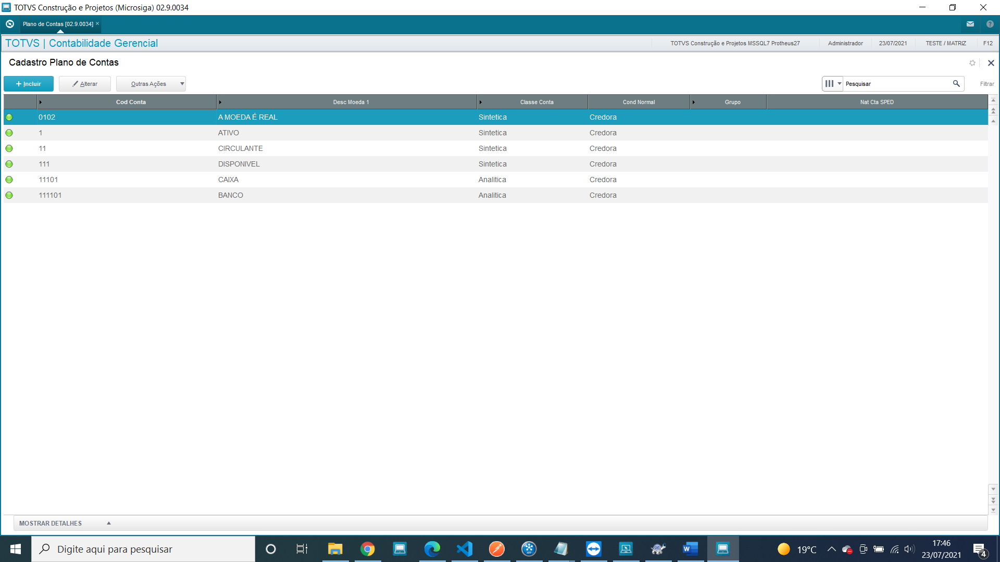 TOTVS Construção e Projetos (Microsiga) 02.9.0034
Plano de Contas [02.9.0034] ×
TOTVS | Contabilidade Gerencial
TOTVS Construção e Projetos MSSQL7 Protheus27 Administrador 23/07/2021 TESTE / MATRIZ F12
Cadastro Plano de Contas
+ Incluir Alterar Outras Ações Pesquisar Filtrar
Cod Conta Desc Moeda 1 Classe Conta Cond Normal Grupo Nat Cta SPED
0102 A MOEDA É REAL Sintetica Credora
1 ATIVO Sintetica Credora
11 CIRCULANTE Sintetica Credora
111 DISPONIVEL Sintetica Credora
11101 CAIXA Analitica Credora
111101 BANCO Analitica Credora
MOSTRAR DETALHES
Digite aqui para pesquisar
19°C
17:46
23/07/2021
4